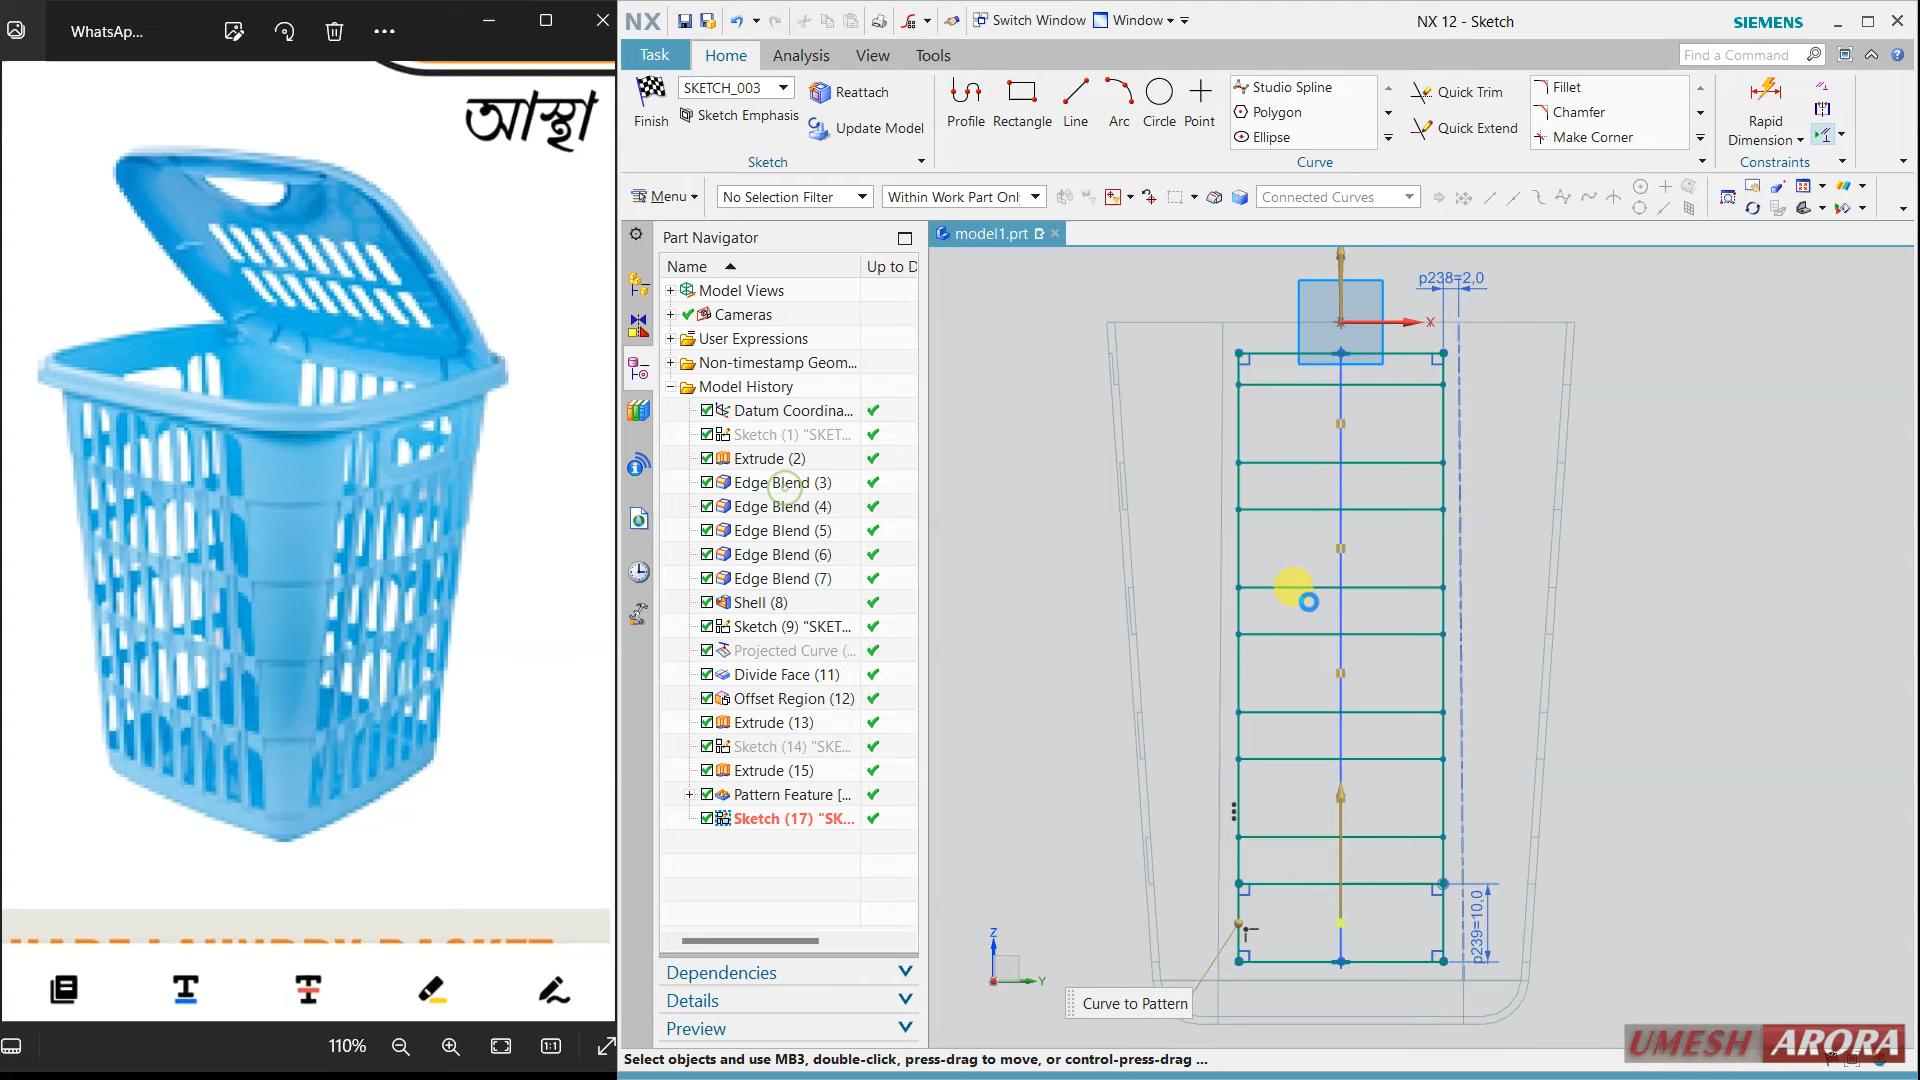 WhatsAp...
আস্থা
110%
NX
Switch Window
Window
NX 12 - Sketch
SIEMENS
Task
Home
Analysis
View
Tools
Find a Command
Finish
SKETCH_003
Sketch Emphasis
Reattach
Update Model
Sketch
Profile
Rectangle
Line
Arc
Circle
Point
Studio Spline
Polygon
Ellipse
Quick Trim
Quick Extend
Fillet
Chamfer
Make Corner
Curve
Rapid
Dimension
Constraints
Menu
No Selection Filter
Within Work Part Onl
Connected Curves
Part Navigator
model1.prt
Name
Up to D
Model Views
Cameras
User Expressions
Non-timestamp Geom...
Model History
Datum Coordina...
Sketch (1) "SKET...
Extrude (2)
Edge Blend (3)
Edge Blend (4)
Edge Blend (5)
Edge Blend (6)
Edge Blend (7)
Shell (8)
Sketch (9) "SKET...
Projected Curve (...
Divide Face (11)
Offset Region (12)
Extrude (13)
Sketch (14) "SKE...
Extrude (15)
Pattern Feature [...
Sketch (17) "SK...
Dependencies
Details
Preview
p238=2,0
X
p239=10,0
Z
Y
Curve to Pattern
Select objects and use MB3, double-click, press-drag to move, or control-press-drag ...
UMESH ARORA